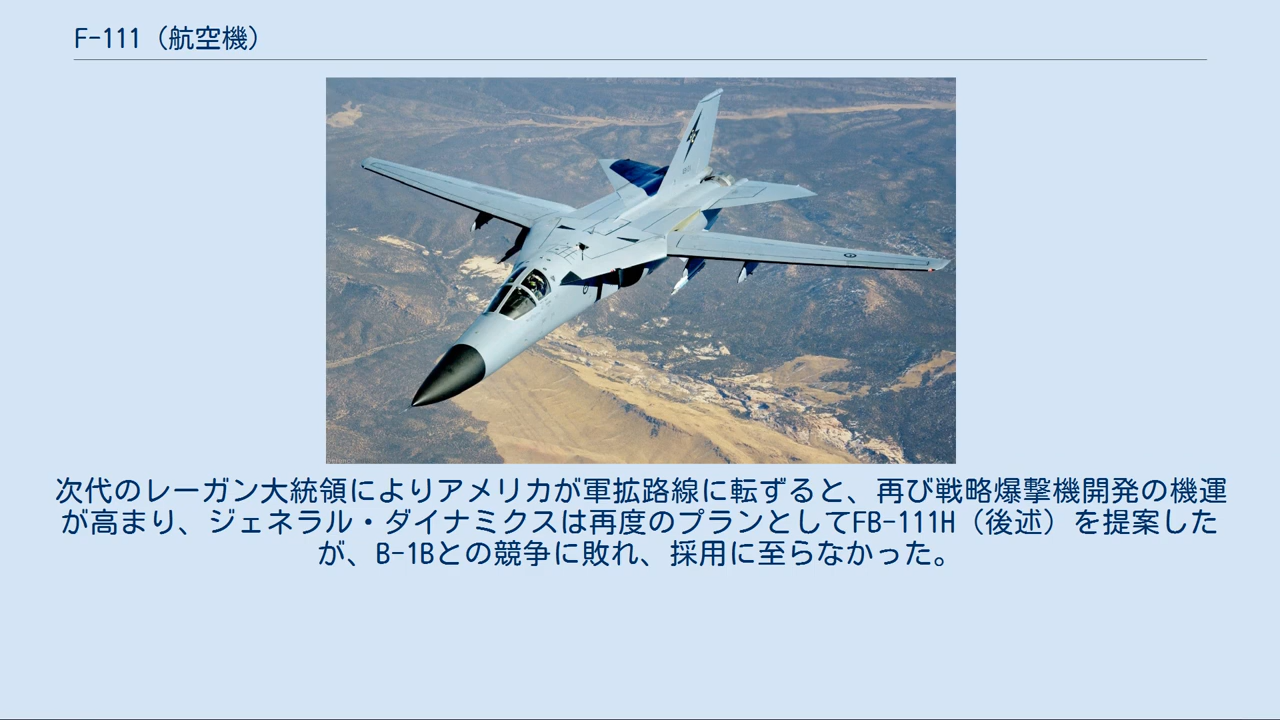 F-111（航空機）
次代のレーガン大統領によりアメリカが軍拡路線に転ずると、再び戦略爆撃機開発の機運
が高まり、ジェネラル・ダイナミクスは再度のプランとしてFB-111H（後述）を提案した
が、B-1Bとの競争に敗れ、採用に至らなかった。